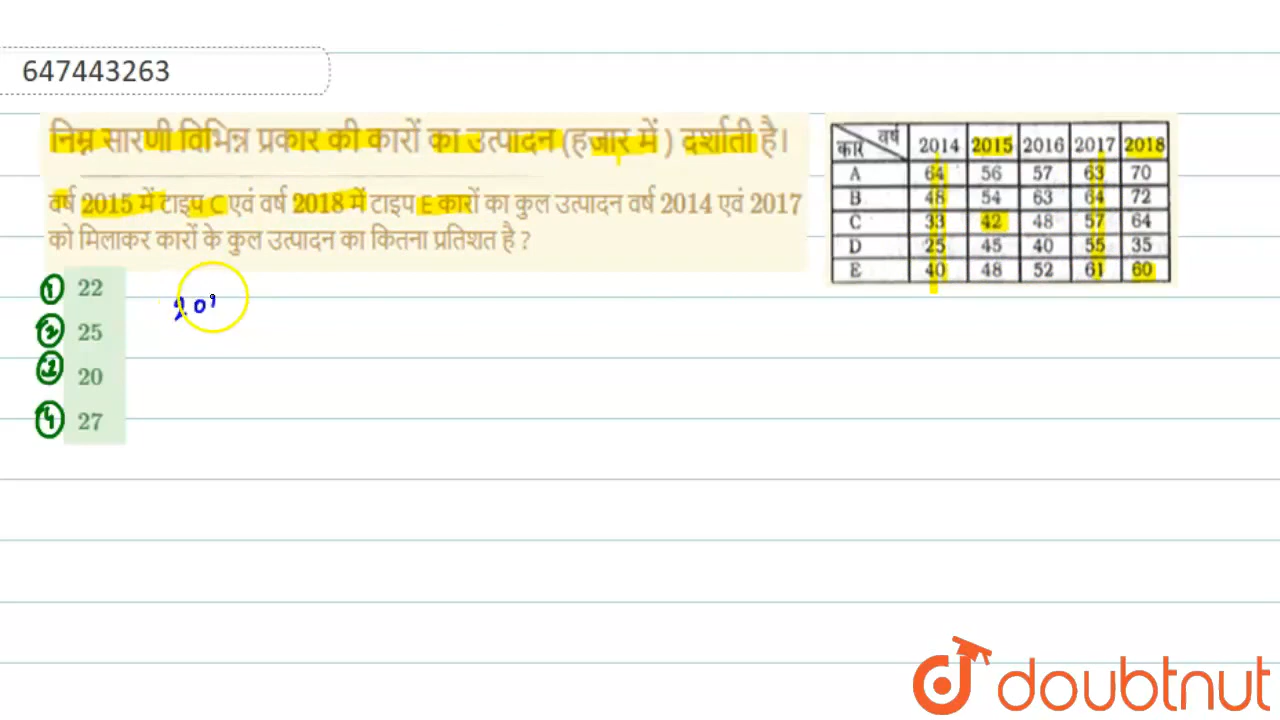 647443263
निम्न सारणी विभिन्न प्रकार की कारों का उत्पादन (हजार में ) दर्शाती है।
वर्ष 2015 में टाइप C एवं वर्ष 2018 में टाइप E कारों का कुल उत्पादन वर्ष 2014 एवं 2017
को मिलाकर कारों के कुल उत्पादन का कितना प्रतिशत है ?
1 22
2 25
3 20
4 27
201
वर्ष
कार 2014 2015 2016 2017 2018
A 64 56 57 63 70
B 48 54 63 64 72
C 33 42 48 57 64
D 25 45 40 55 35
E 40 48 52 61 60
doubtnut